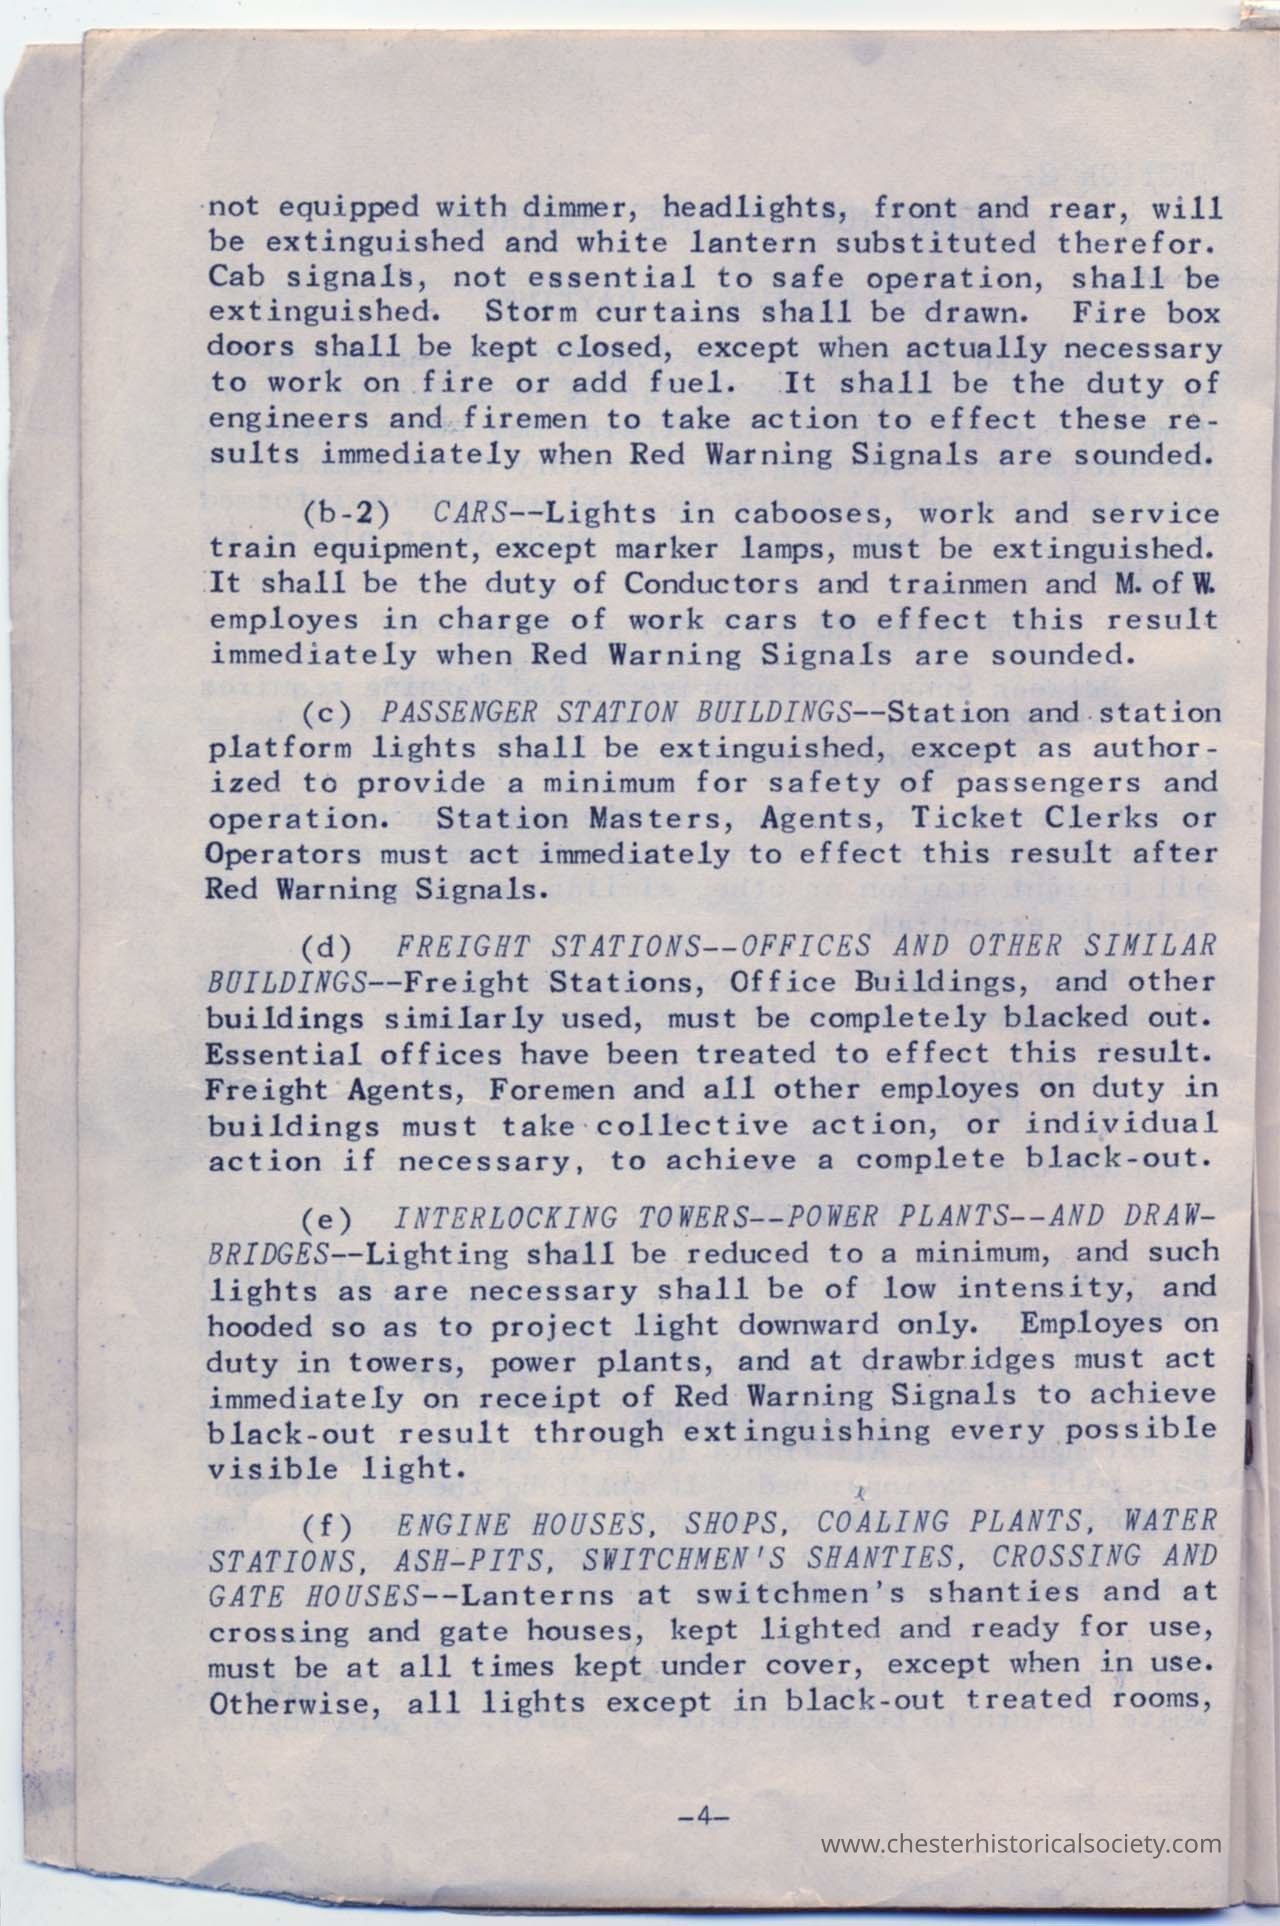 not equipped with dimmer, headlights, front and rear, will
be extinguished and white lantern substituted therefor.
Cab signals, not essential to safe operation, shall be
extinguished. Storm curtains shall be drawn. Fire box
doors shall be kept closed, except when actually necessary
to work on fire or add fuel. It shall be the duty of
engineers and firemen to take action to effect these re-
sults immediately when Red Warning Signals are sounded.
(b-2) CARS--Lights in cabooses, work and service
train equipment, except marker lamps, must be extinguished.
It shall be the duty of Conductors and trainmen and M. of W.
employes in charge of work cars to effect this result
immediately when Red Warning Signals are sounded.
(c) PASSENGER STATION BUILDINGS--Station and station
platform lights shall be extinguished, except as author-
ized to provide a minimum for safety of passengers and
operation. Station Masters, Agents, Ticket Clerks or
Operators must act immediately to effect this result after
Red Warning Signals.
(d) FREIGHT STATIONS--OFFICES AND OTHER SIMILAR
BUILDINGS--Freight Stations, Office Buildings, and other
buildings similarly used, must be completely blacked out.
Essential offices have been treated to effect this result.
Freight Agents, Foremen and all other employes on duty in
buildings must take collective action, or individual
action if necessary, to achieve a complete black-out.
(e) INTERLOCKING TOWERS--POWER PLANTS--AND DRAW-
BRIDGES--Lighting shall be reduced to a minimum, and such
lights as are necessary shall be of low intensity, and
hooded so as to project light downward only. Employes on
duty in towers, power plants, and at drawbridges must act
immediately on receipt of Red Warning Signals to achieve
black-out result through extinguishing every possible
visible light.
(f) ENGINE HOUSES, SHOPS, COALING PLANTS, WATER
STATIONS, ASH-PITS, SWITCHMEN'S SHANTIES, CROSSING AND
GATE HOUSES--Lanterns at switchmen's shanties and at
crossing and gate houses, kept lighted and ready for use,
must be at all times kept under cover, except when in use.
Otherwise, all lights except in black-out treated rooms,
-4-
www.chesterhistoricalsociety.com